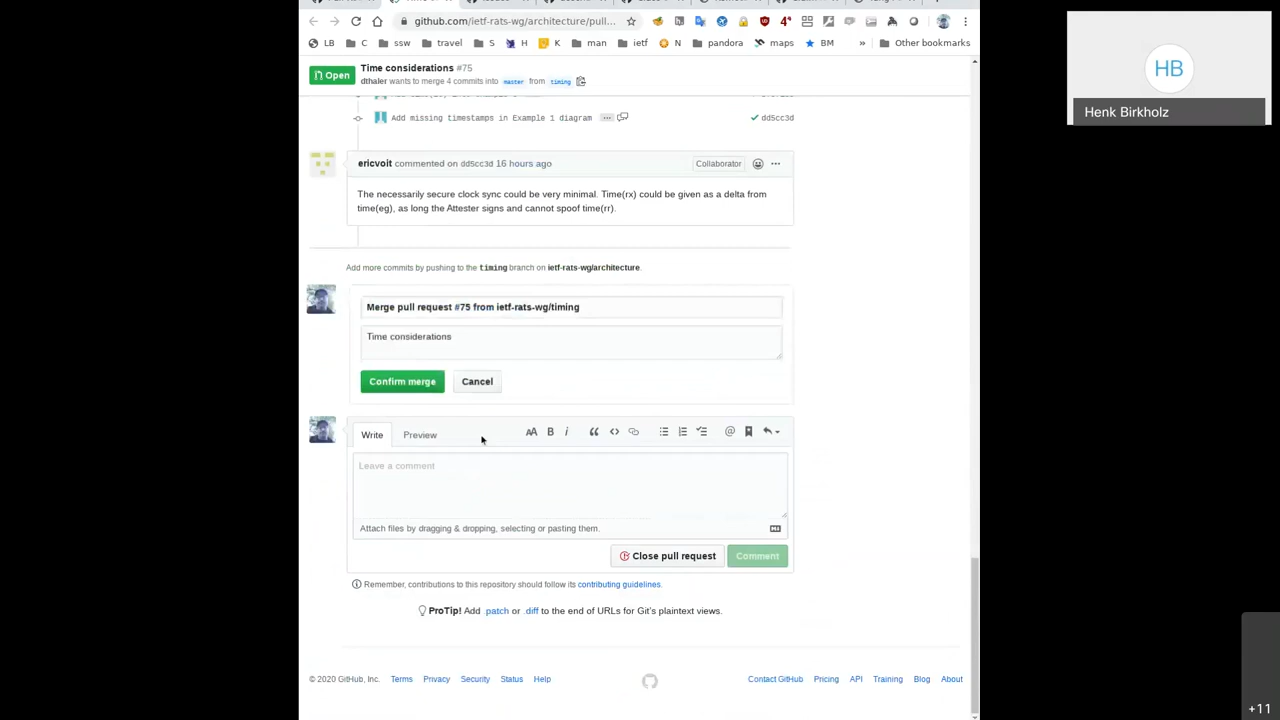 github.com/ietf-rats-wg/architecture/pull...
LB
C
ssw
travel
S
H
K
man
ietf
N
pandora
maps
BM
»
Other bookmarks
Open
Time considerations #75
dthaler wants to merge 4 commits into master from timing
Add missing timestamps in Example 1 diagram
dd5cc3d
ericvoit commented on dd5cc3d 16 hours ago
Collaborator
The necessarily secure clock sync could be very minimal. Time(rx) could be given as a delta from
time(eg), as long the Attester signs and cannot spoof time(rr).
Add more commits by pushing to the timing branch on ietf-rats-wg/architecture.
Merge pull request #75 from ietf-rats-wg/timing
Time considerations
Confirm merge
Cancel
Write
Preview
Leave a comment
Attach files by dragging & dropping, selecting or pasting them.
Close pull request
Comment
Remember, contributions to this repository should follow its contributing guidelines.
ProTip! Add .patch or .diff to the end of URLs for Git's plaintext views.
© 2020 GitHub, Inc.
Terms
Privacy
Security
Status
Help
Contact GitHub
Pricing
API
Training
Blog
About
HB
Henk Birkholz
+11